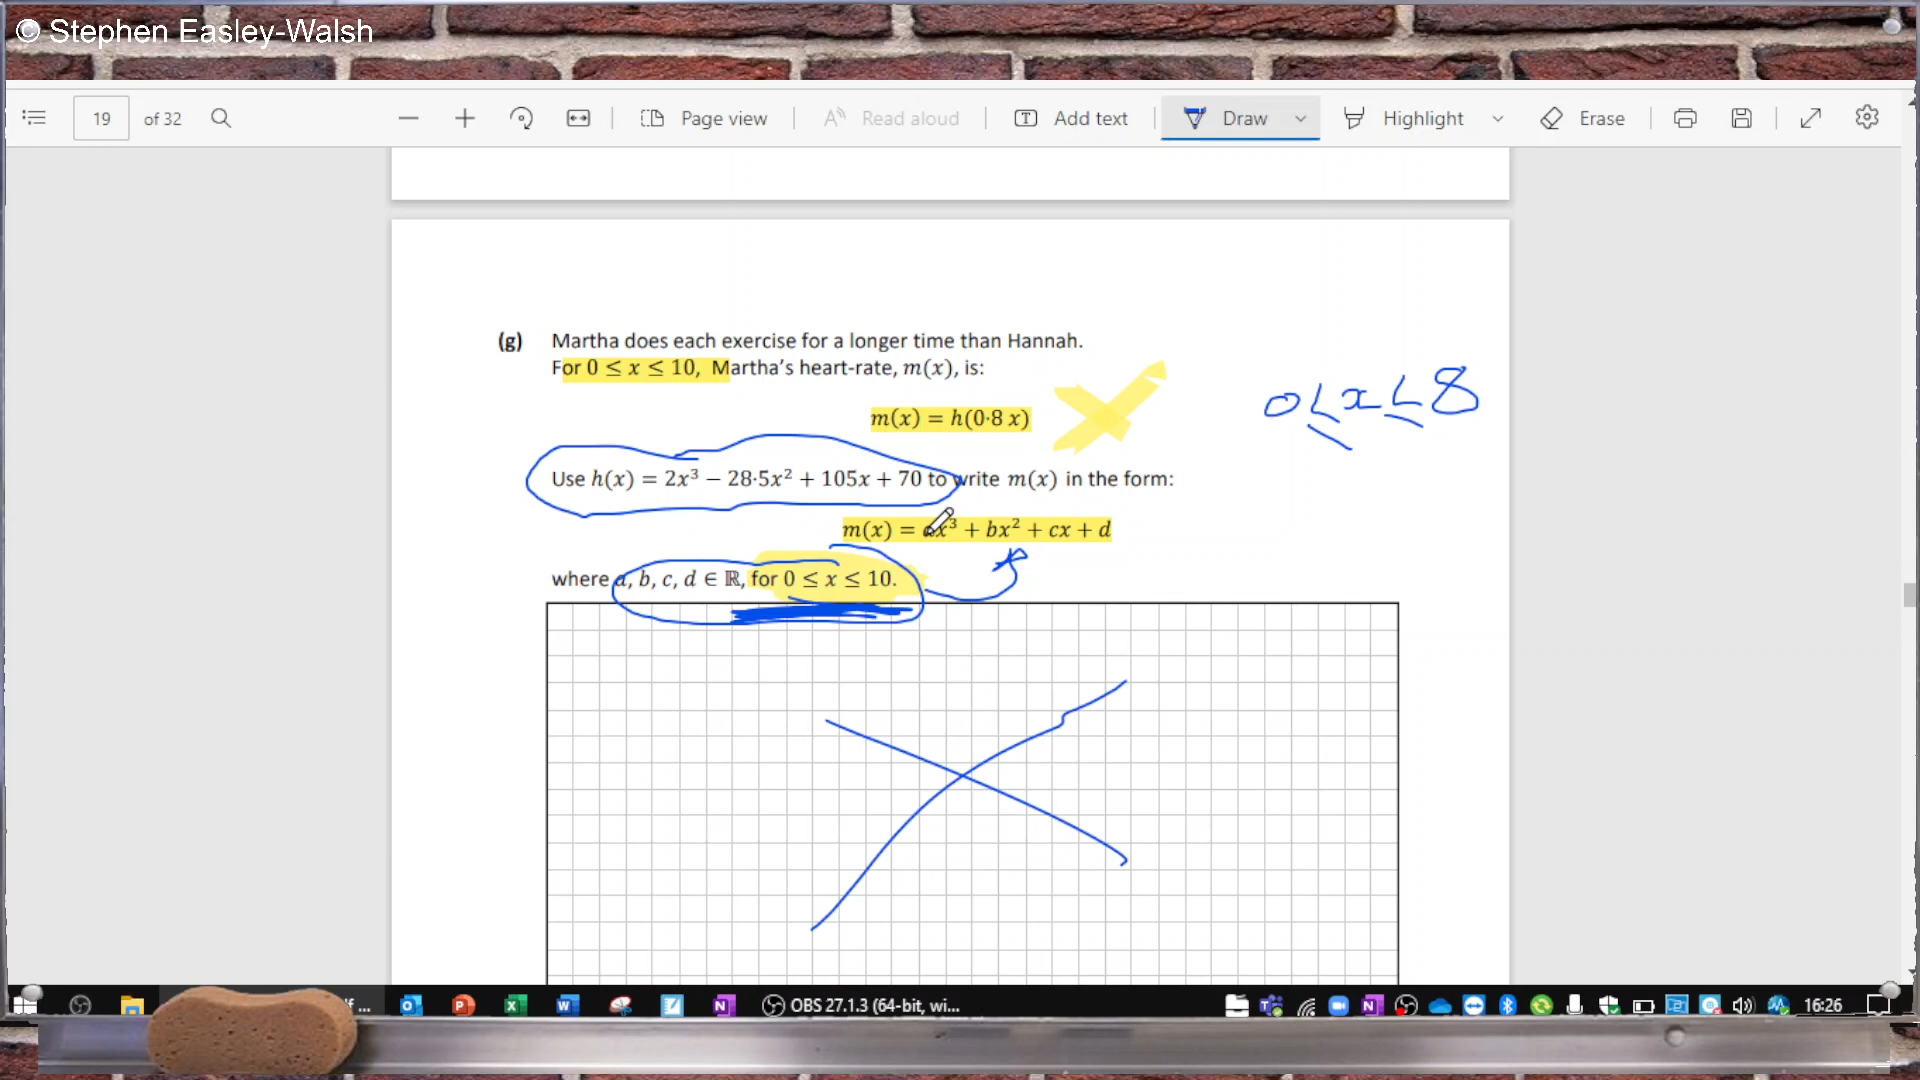 © Stephen Easley-Walsh
19 of 32 Page view Read aloud Add text Draw Highlight Erase
(g) Martha does each exercise for a longer time than Hannah.
For 0 ≤ x ≤ 10, Martha's heart-rate, m(x), is:
m(x) = h(0·8 x)
0 ≤ x ≤ 8
Use h(x) = 2x³ − 28·5x² + 105x + 70 to write m(x) in the form:
m(x) = ax³ + bx² + cx + d
where a, b, c, d ∈ ℝ, for 0 ≤ x ≤ 10.
OBS 27.1.3 (64-bit, wi...
16:26